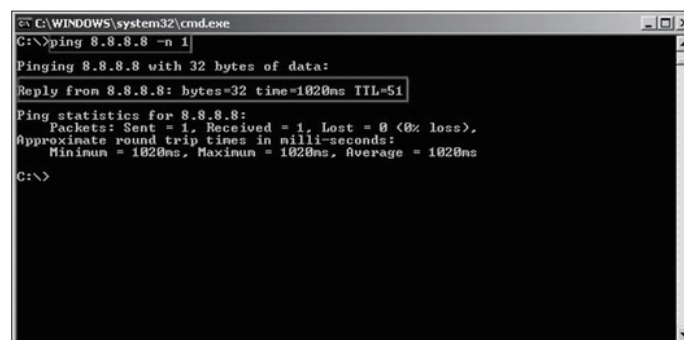 C:\WINDOWS\system32\cmd.exe
C:\>ping 8.8.8.8 -n 1
Pinging 8.8.8.8 with 32 bytes of data:
Reply from 8.8.8.8: bytes=32 time=1020ms TTL=51
Ping statistics for 8.8.8.8:
Packets: Sent = 1, Received = 1, Lost = 0 (0% loss),
Approximate round trip times in milli-seconds:
Minimum = 1020ms, Maximum = 1020ms, Average = 1020ms
C:\>